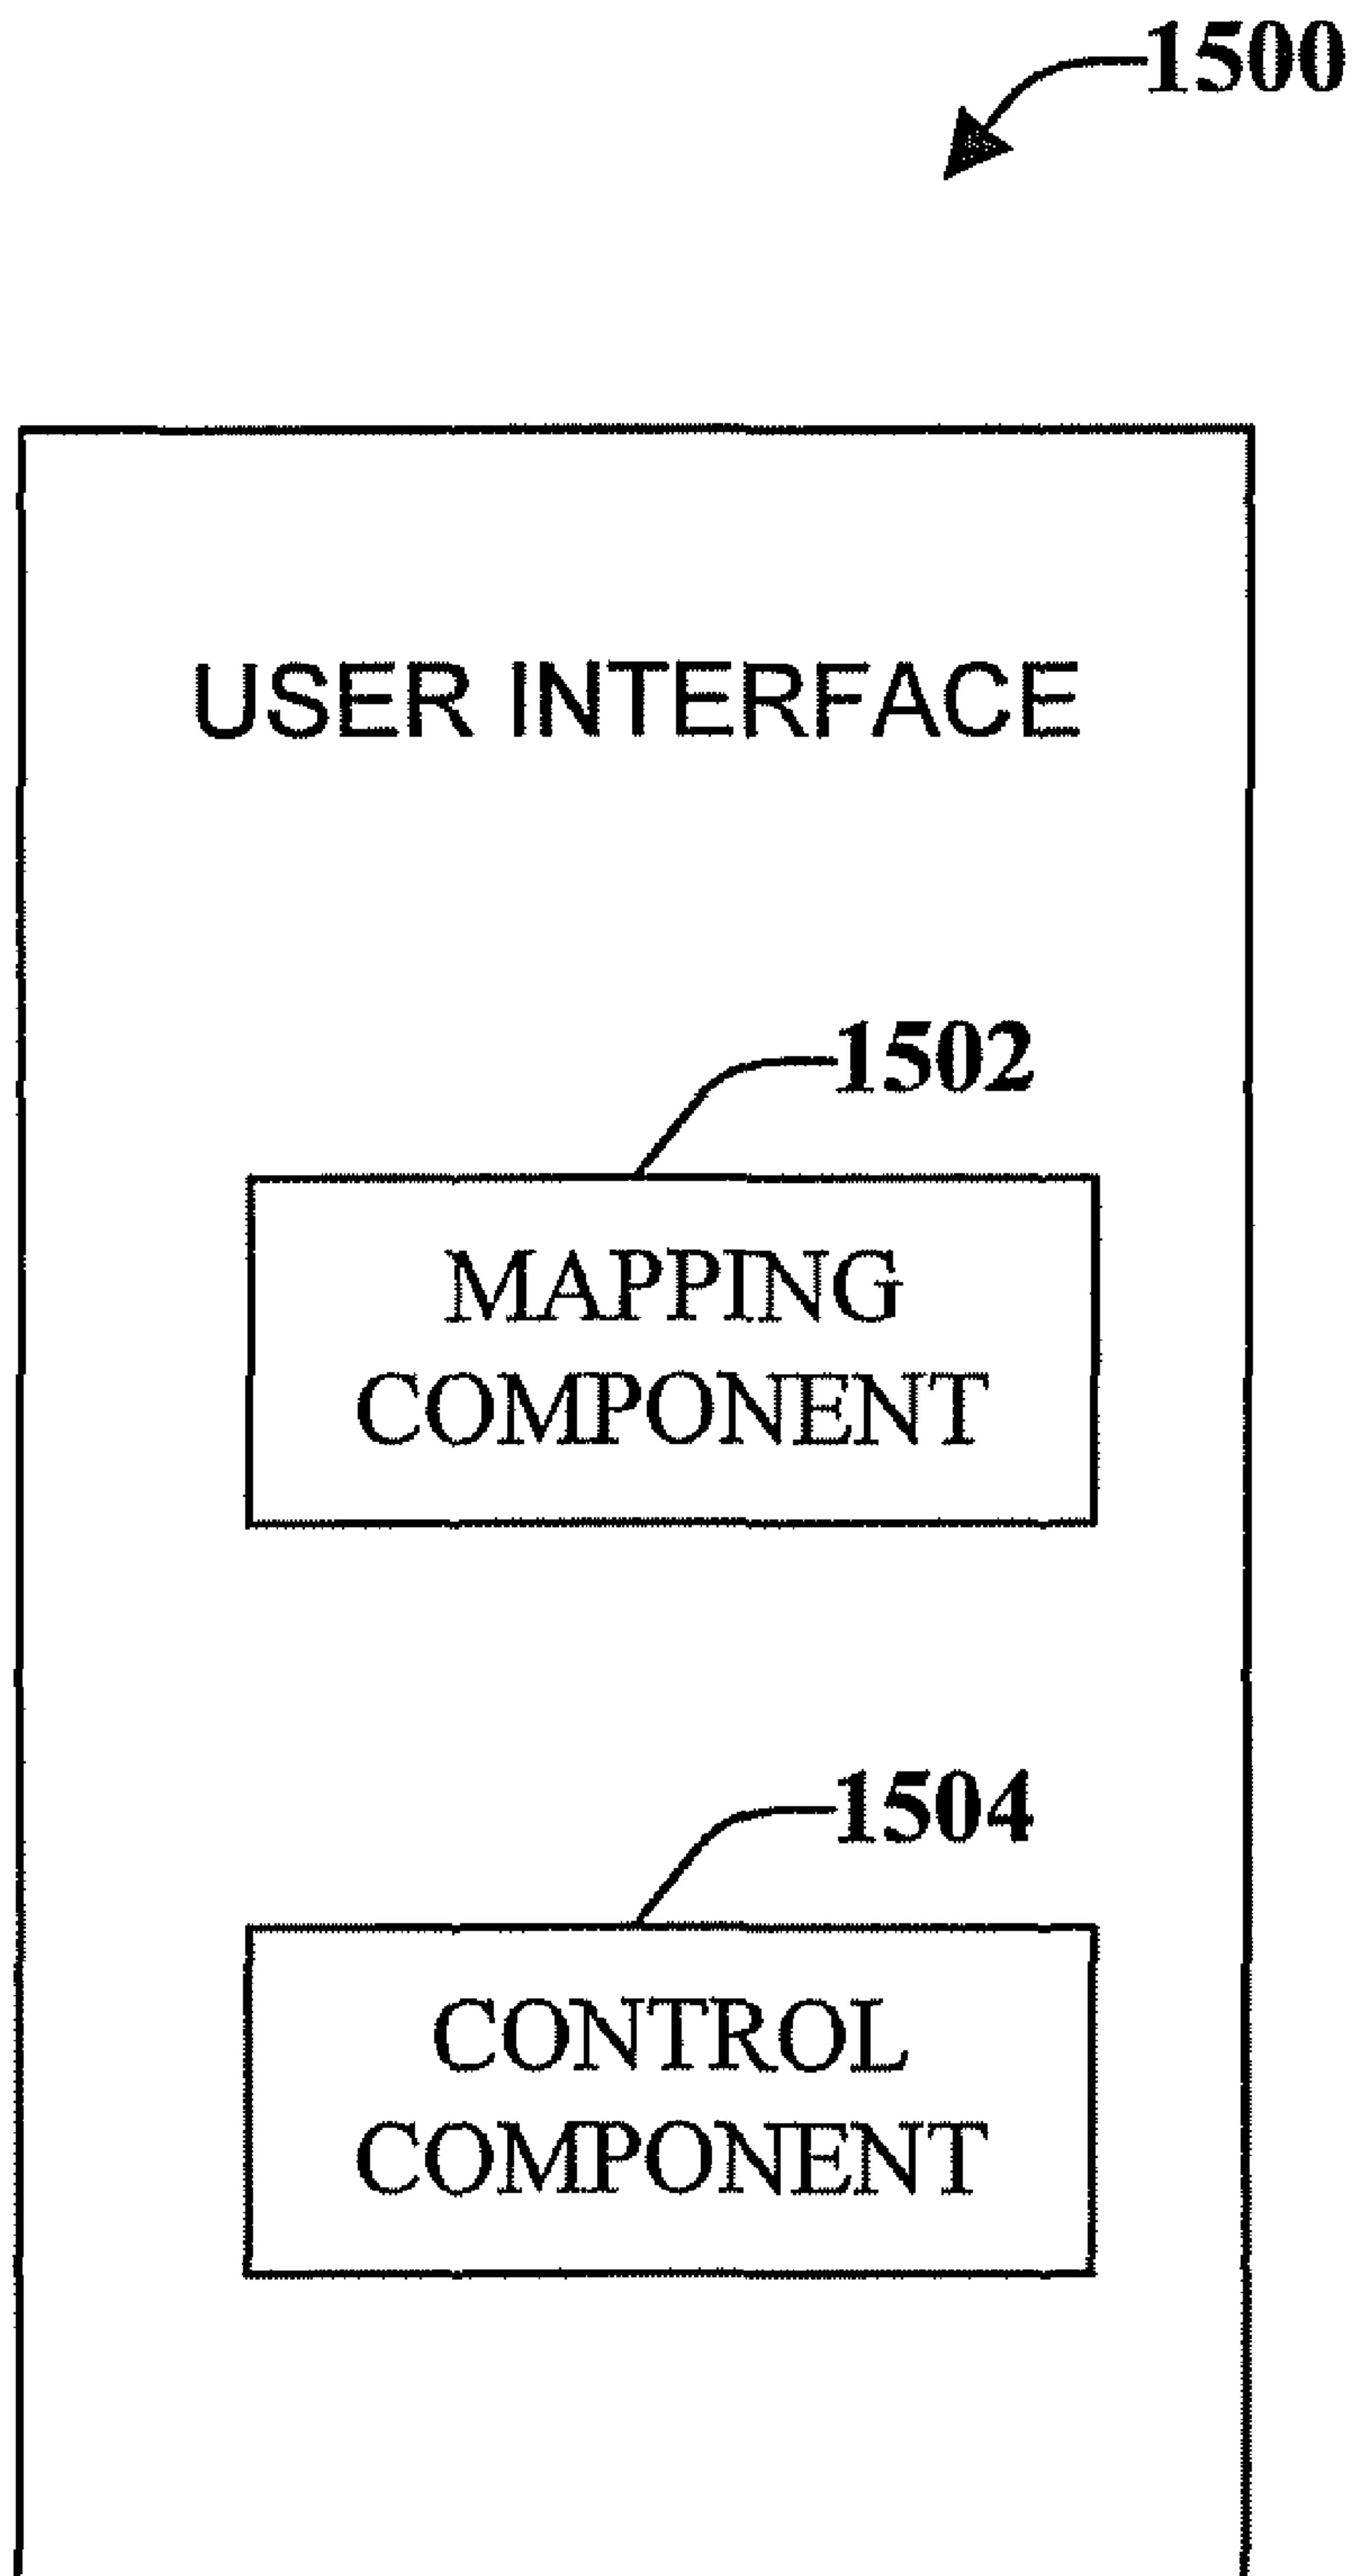 1500
USER INTERFACE
1502
MAPPING
COMPONENT
1504
CONTROL
COMPONENT